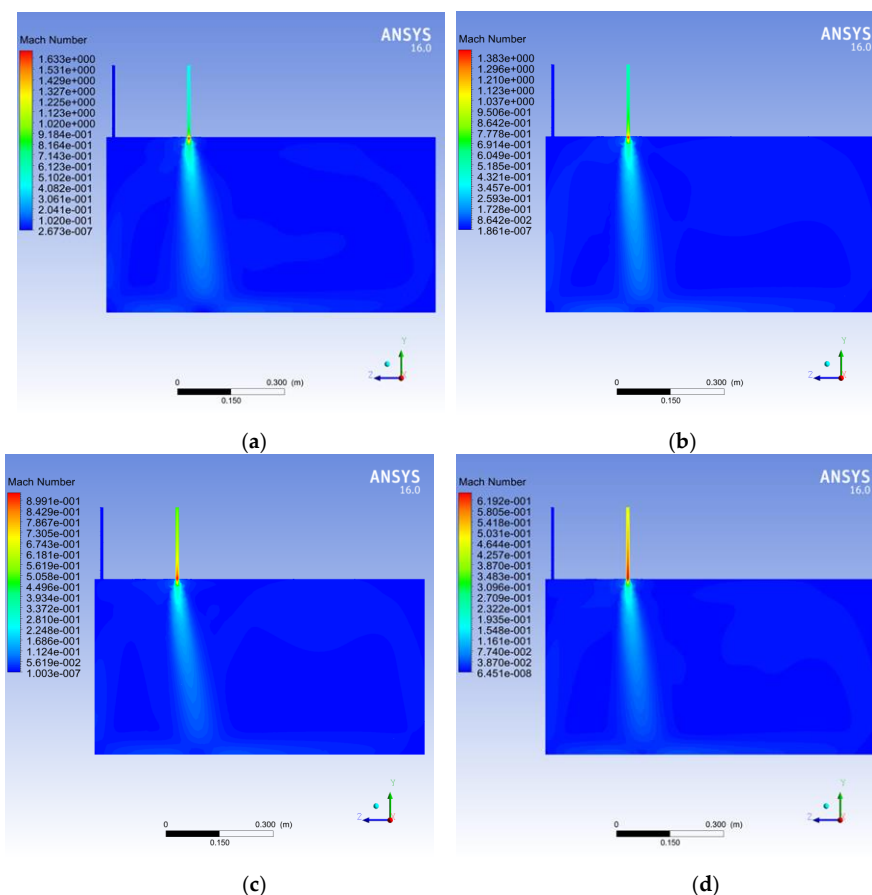 ANSYS
16.0
Mach Number
1.633e+000
1.531e+000
1.429e+000
1.327e+000
1.225e+000
1.123e+000
1.020e+000
9.184e-001
8.164e-001
7.143e-001
6.123e-001
5.102e-001
4.082e-001
3.061e-001
2.041e-001
1.020e-001
2.673e-007
Y
Z
X
0
0.300 (m)
0.150
(a)
ANSYS
16.0
Mach Number
1.383e+000
1.296e+000
1.210e+000
1.123e+000
1.037e+000
9.506e-001
8.642e-001
7.778e-001
6.914e-001
6.049e-001
5.185e-001
4.321e-001
3.457e-001
2.593e-001
1.728e-001
8.642e-002
1.861e-007
Y
Z
X
0
0.300 (m)
0.150
(b)
ANSYS
16.0
Mach Number
8.991e-001
8.429e-001
7.867e-001
7.305e-001
6.743e-001
6.181e-001
5.619e-001
5.058e-001
4.496e-001
3.934e-001
3.372e-001
2.810e-001
2.248e-001
1.686e-001
1.124e-001
5.619e-002
1.003e-007
Y
Z
X
0
0.300 (m)
0.150
(c)
ANSYS
16.0
Mach Number
6.192e-001
5.805e-001
5.418e-001
5.031e-001
4.644e-001
4.257e-001
3.870e-001
3.483e-001
3.096e-001
2.709e-001
2.322e-001
1.935e-001
1.548e-001
1.161e-001
7.740e-002
3.870e-002
6.451e-008
Y
Z
X
0
0.300 (m)
0.150
(d)